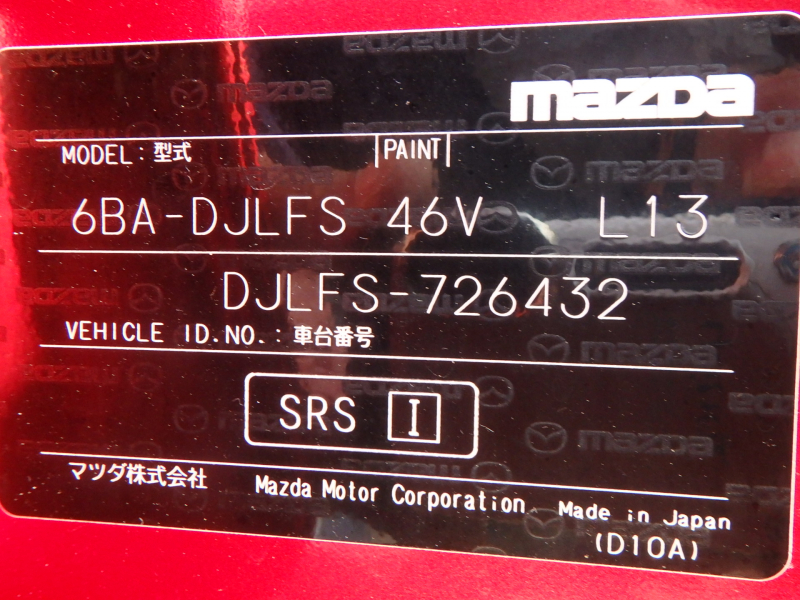 mazda
MODEL : 型式 |PAINT|
6BA-DJLFS 46V L13
DJLFS-726432
VEHICLE ID.NO. : 車台番号
SRS I
マツダ株式会社 Mazda Motor Corporation Made in Japan
(D10A)